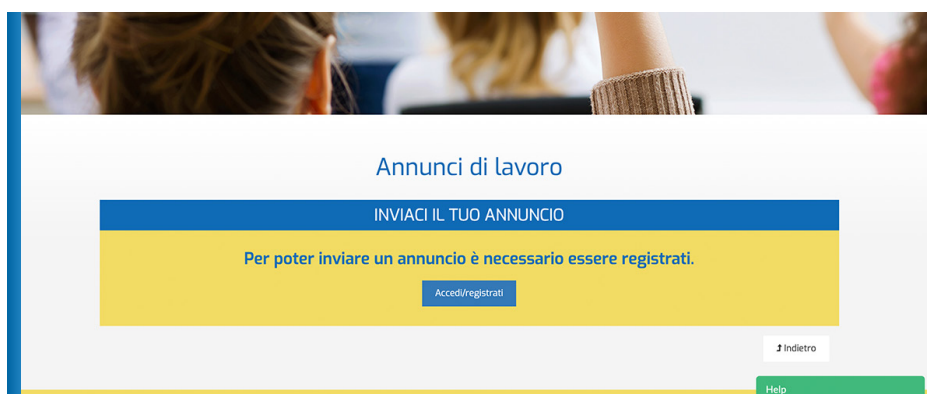 Annunci di lavoro
INVIACI IL TUO ANNUNCIO
Per poter inviare un annuncio è necessario essere registrati.
Accedi/registrati
Indietro
Help